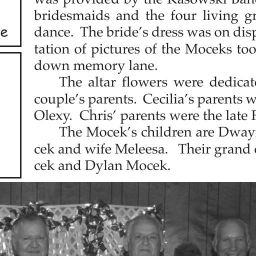 was provided by the Kasowski Band
bridesmaids and the four living gr
dance. The bride's dress was on disp
tation of pictures of the Moceks too
down memory lane.
The altar flowers were dedicate
couple's parents. Cecilia's parents w
Olexy. Chris' parents were the late F
The Mocek's children are Dway
cek and wife Meleesa. Their grand
cek and Dylan Mocek.
e